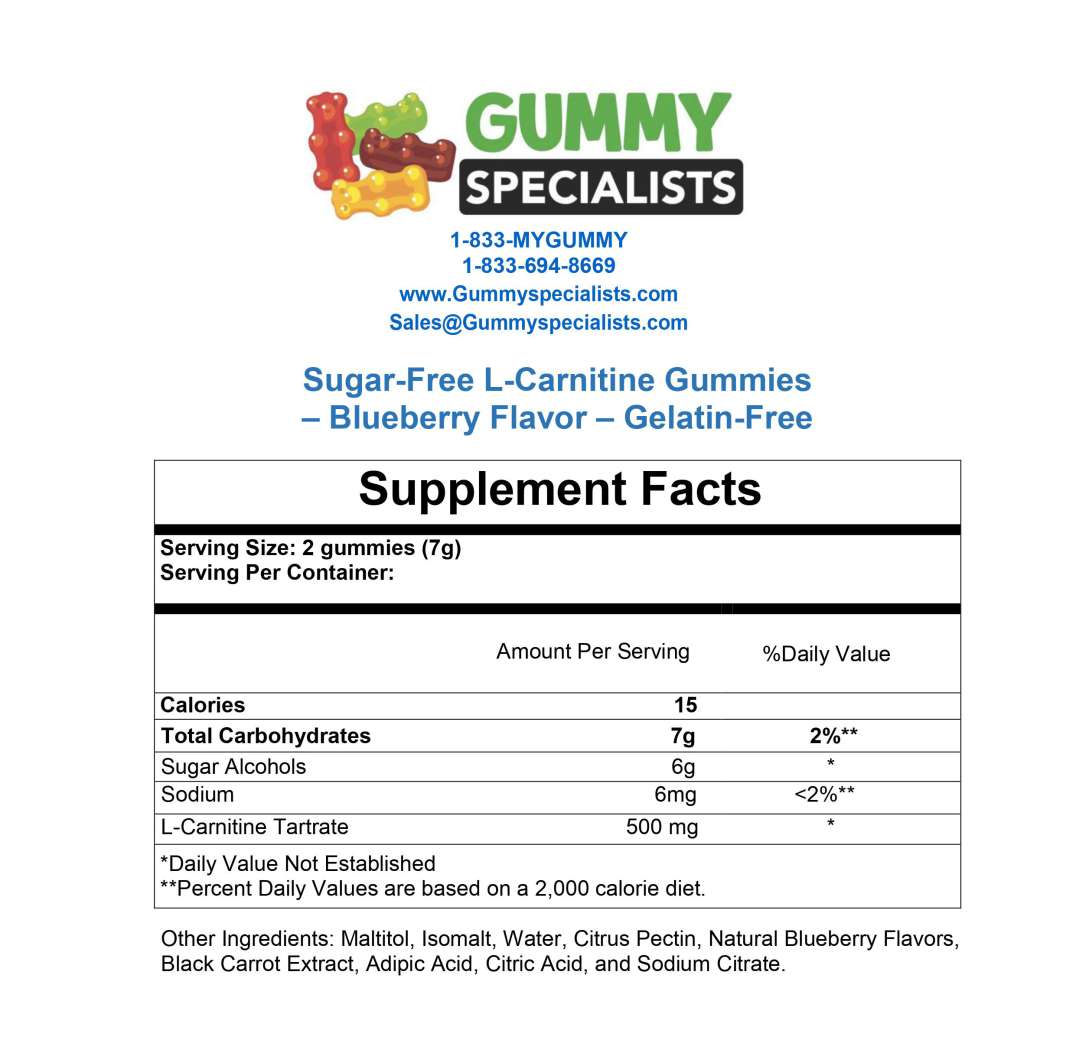 GUMMY
SPECIALISTS
1-833-MYGUMMY
1-833-694-8669
www.Gummyspecialists.com
Sales@Gummyspecialists.com
Sugar-Free L-Carnitine Gummies
– Blueberry Flavor – Gelatin-Free
Supplement Facts
Serving Size: 2 gummies (7g)
Serving Per Container:
Amount Per Serving %Daily Value
Calories 15
Total Carbohydrates 7g 2%**
Sugar Alcohols 6g *
Sodium 6mg <2%**
L-Carnitine Tartrate 500 mg *
*Daily Value Not Established
**Percent Daily Values are based on a 2,000 calorie diet.
Other Ingredients: Maltitol, Isomalt, Water, Citrus Pectin, Natural Blueberry Flavors,
Black Carrot Extract, Adipic Acid, Citric Acid, and Sodium Citrate.